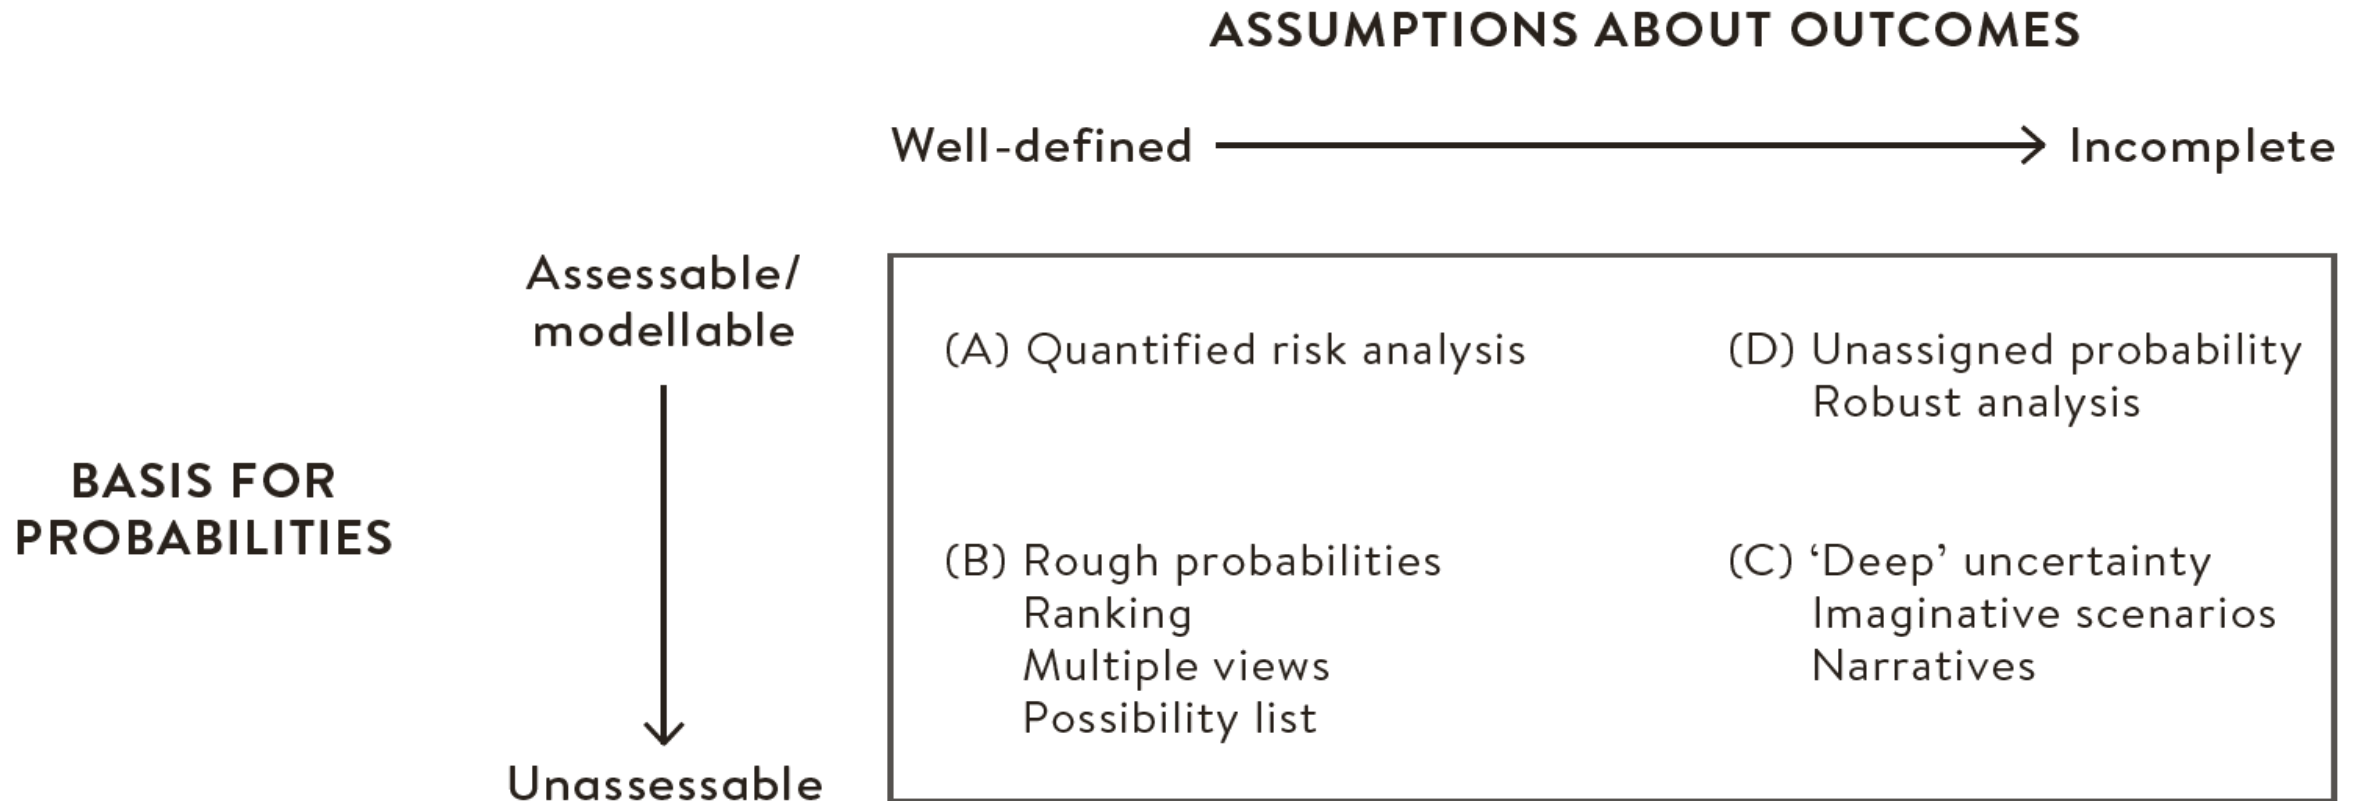 ASSUMPTIONS ABOUT OUTCOMES
Well-defined
Incomplete
Assessable/
modellable
BASIS FOR
PROBABILITIES
Unassessable
(A) Quantified risk analysis
(D) Unassigned probability
Robust analysis
(B) Rough probabilities
Ranking
Multiple views
Possibility list
(C) ‘Deep’ uncertainty
Imaginative scenarios
Narratives